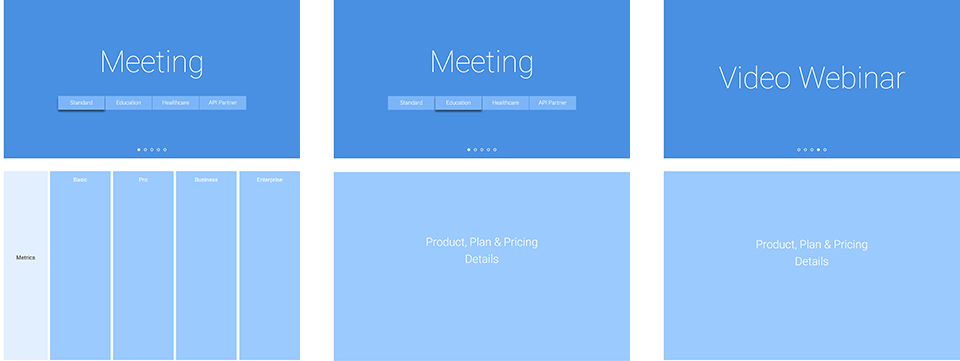 Meeting
Standard Education Healthcare API Partner
Metrics
Basic Pro Business Enterprise
Meeting
Standard Education Healthcare API Partner
Product, Plan & Pricing
Details
Video Webinar
Product, Plan & Pricing
Details